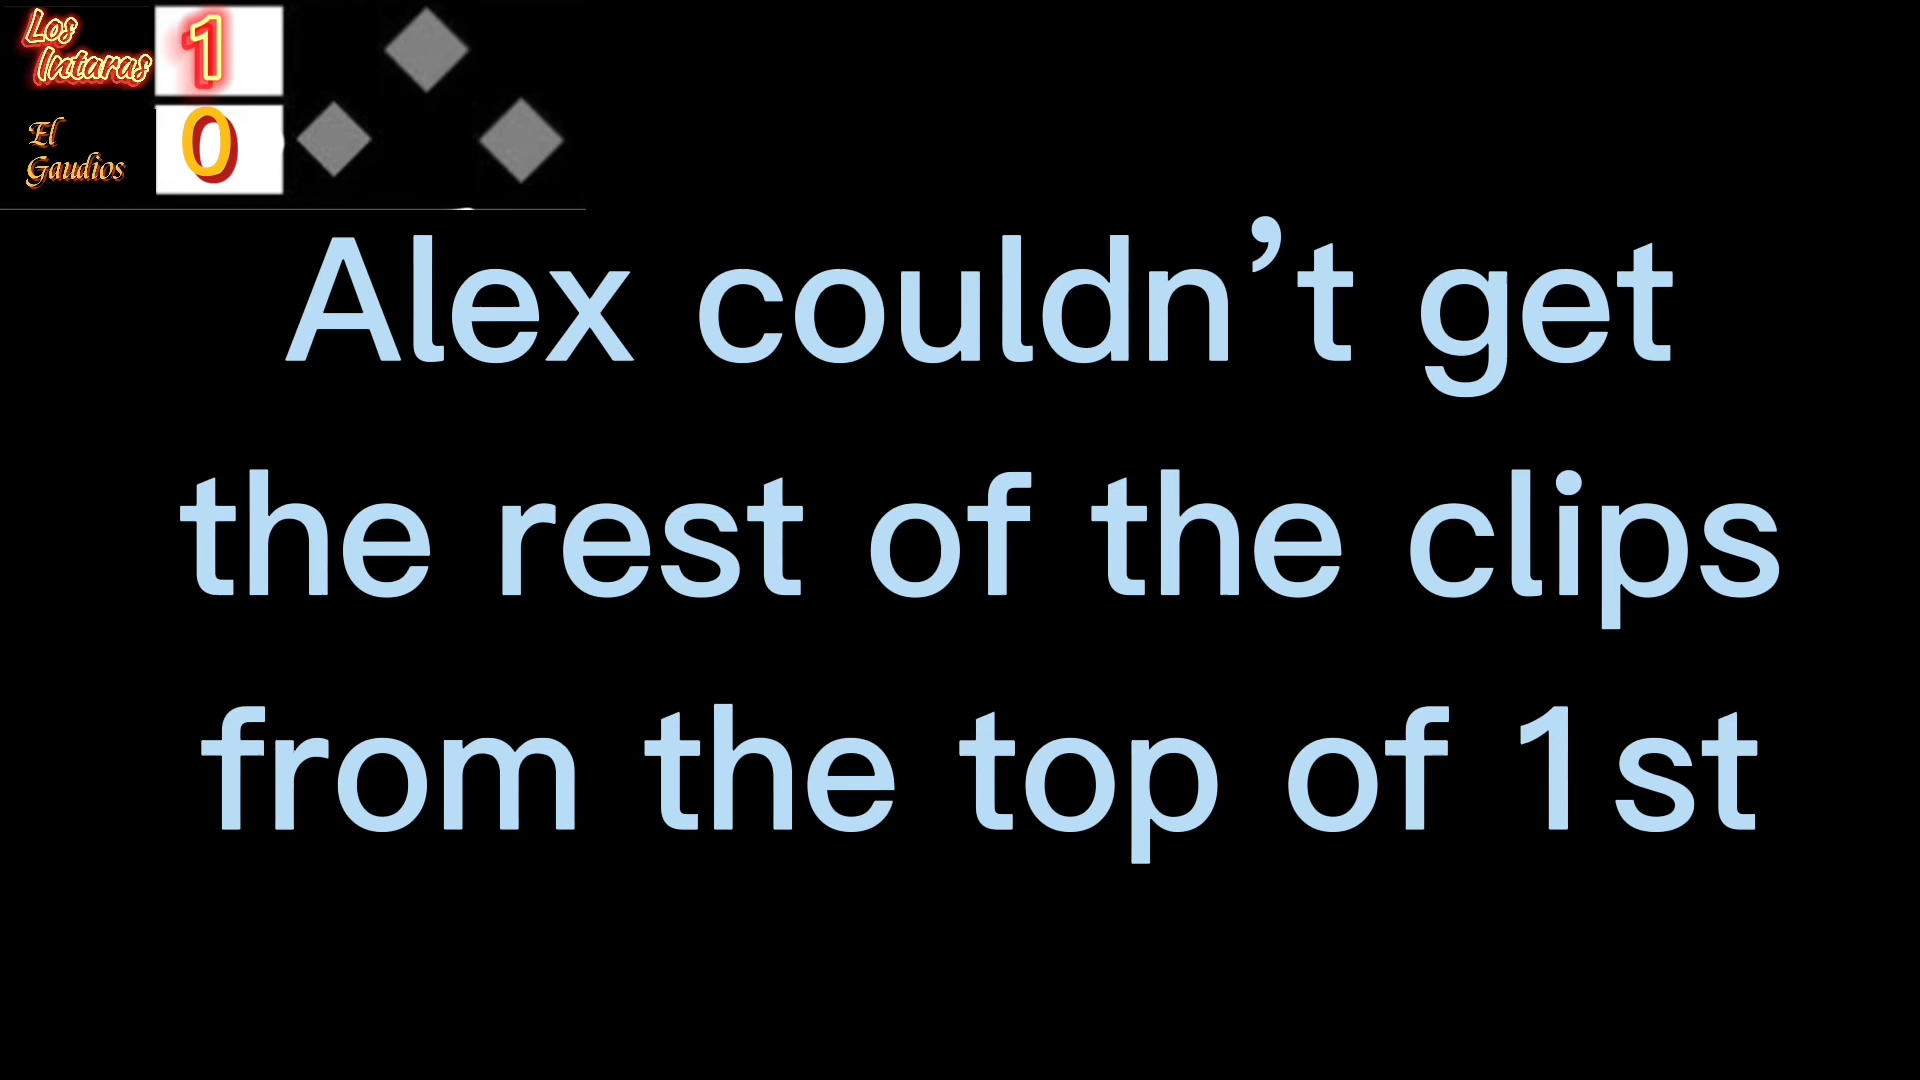 Los
Intaras
1
El
Gaudios
0
Alex couldn’t get
the rest of the clips
from the top of 1st